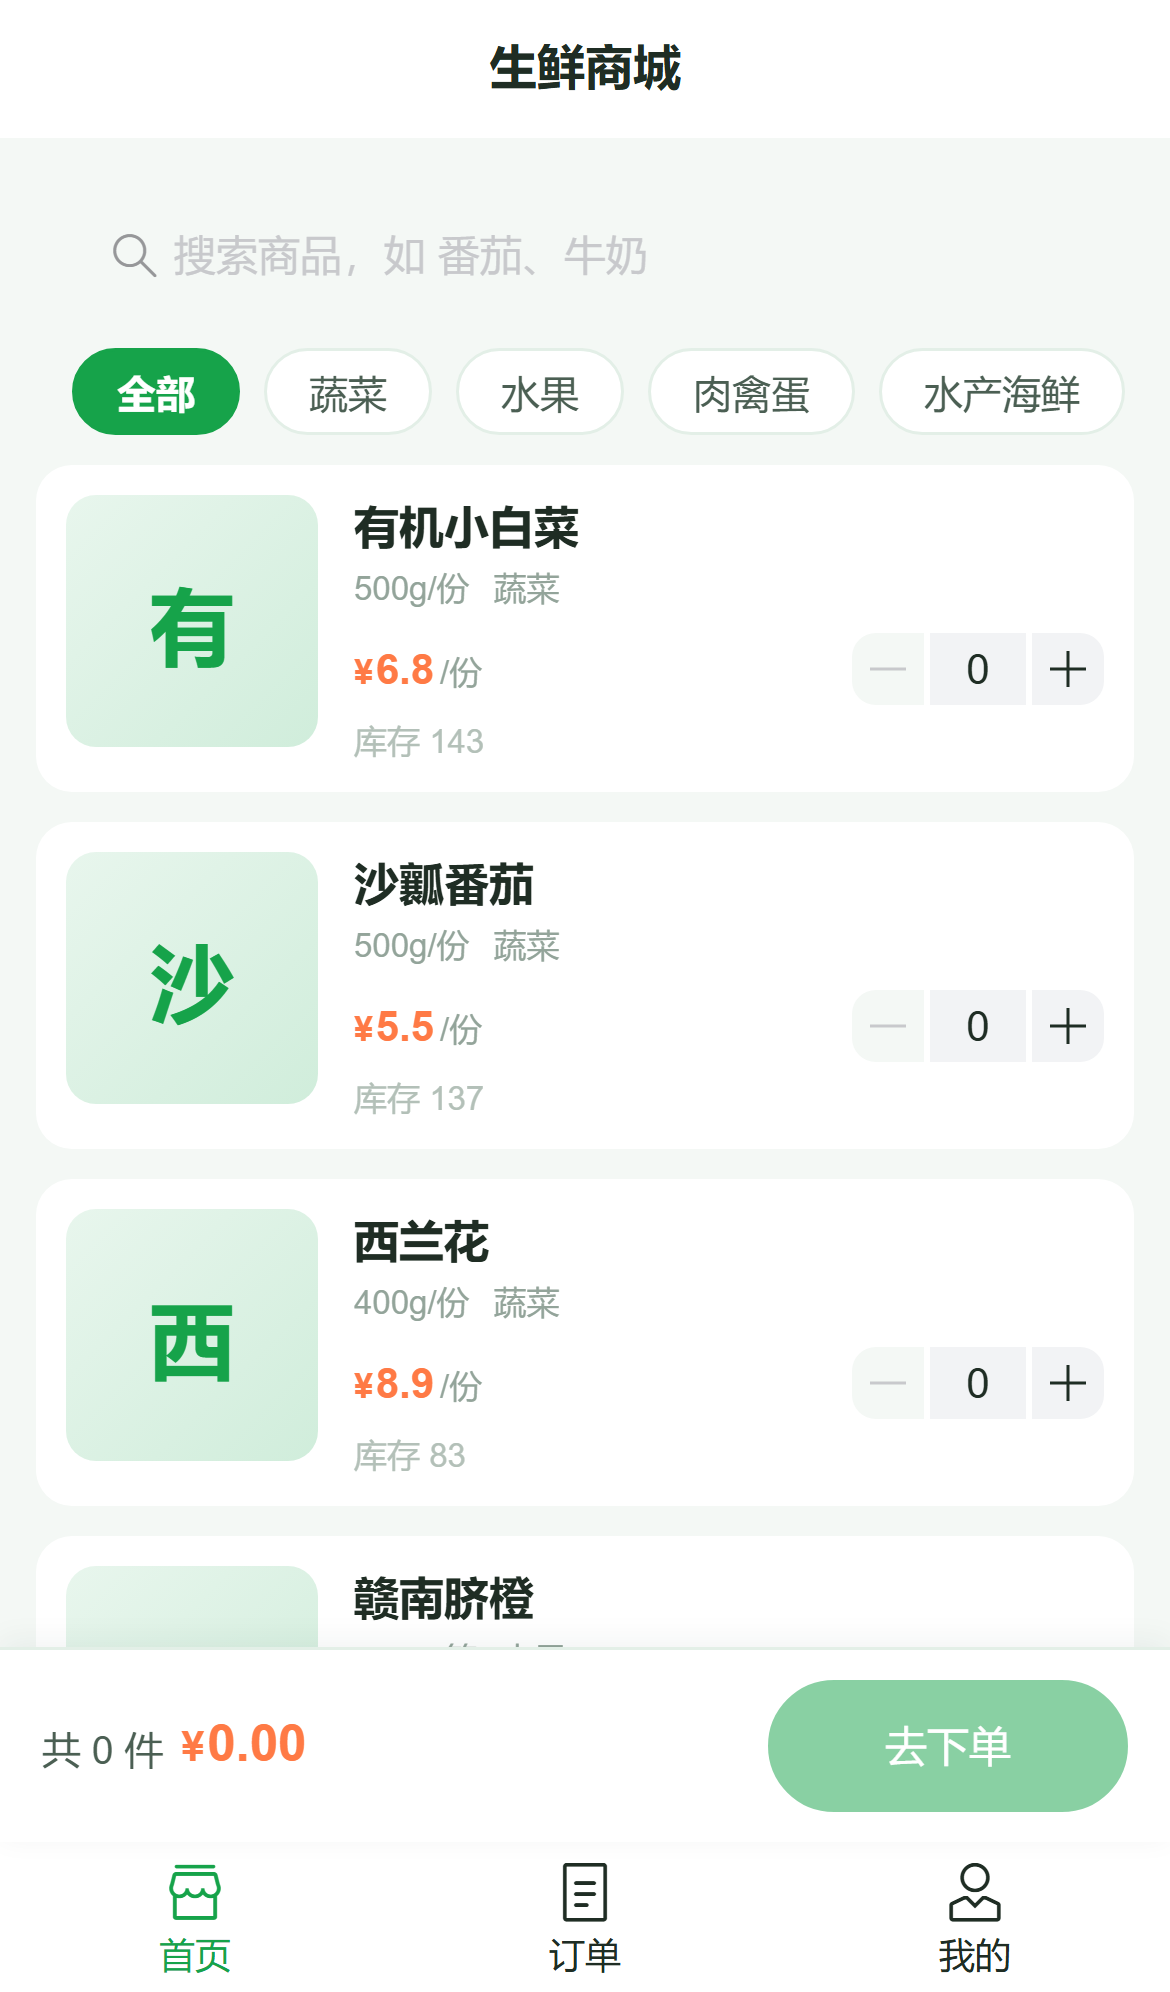 生鲜商城
搜索商品，如 番茄、牛奶
全部 蔬菜 水果 肉禽蛋 水产海鲜
有
有机小白菜
500g/份 蔬菜
¥6.8 /份
0
库存 143
沙
沙瓤番茄
500g/份 蔬菜
¥5.5 /份
0
库存 137
西
西兰花
400g/份 蔬菜
¥8.9 /份
0
库存 83
赣南脐橙
共 0 件 ¥0.00
去下单
首页 订单 我的